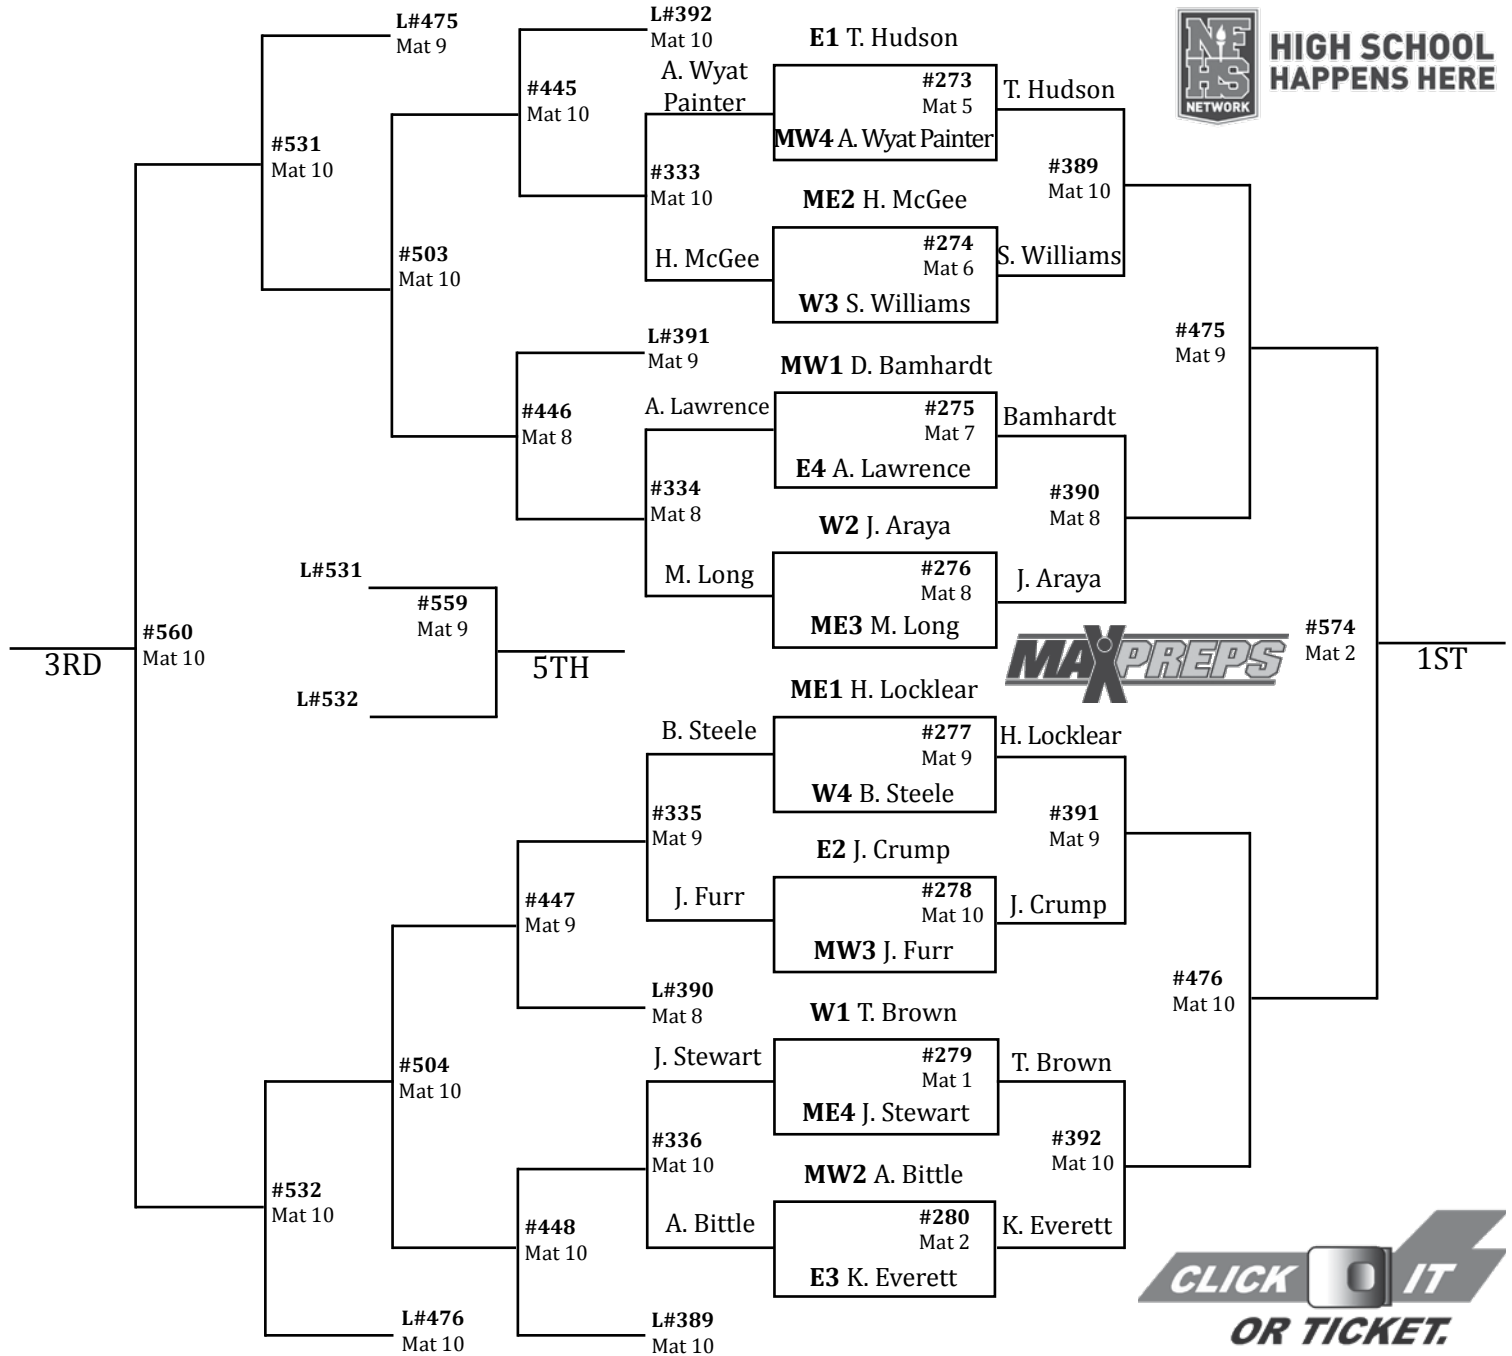 L#475
Mat 9
L#392
Mat 10
E1 T. Hudson
NF
HS
NETWORK
HIGH SCHOOL
HAPPENS HERE
#445
Mat 10
A. Wyat
Painter
#273
Mat 5
T. Hudson
MW4 A. Wyat Painter
#531
Mat 10
#333
Mat 10
#389
Mat 10
ME2 H. McGee
#503
Mat 10
H. McGee
#274
Mat 6
S. Williams
W3 S. Williams
L#391
Mat 9
#475
Mat 9
MW1 D. Bamhardt
#446
Mat 8
A. Lawrence
#275
Mat 7
Bamhardt
E4 A. Lawrence
#334
Mat 8
#390
Mat 8
W2 J. Araya
L#531
M. Long
#276
Mat 8
J. Araya
#559
Mat 9
ME3 M. Long
#560
Mat 10
3RD
5TH
MAXPREPS
#574
Mat 2
1ST
L#532
ME1 H. Locklear
B. Steele
#277
Mat 9
H. Locklear
W4 B. Steele
#335
Mat 9
#391
Mat 9
E2 J. Crump
#447
Mat 9
J. Furr
#278
Mat 10
J. Crump
MW3 J. Furr
L#390
Mat 8
#476
Mat 10
W1 T. Brown
#504
Mat 10
J. Stewart
#279
Mat 1
T. Brown
ME4 J. Stewart
#336
Mat 10
#392
Mat 10
MW2 A. Bittle
#532
Mat 10
#448
Mat 10
A. Bittle
#280
Mat 2
K. Everett
E3 K. Everett
L#476
Mat 10
L#389
Mat 10
CLICK IT
OR TICKET.